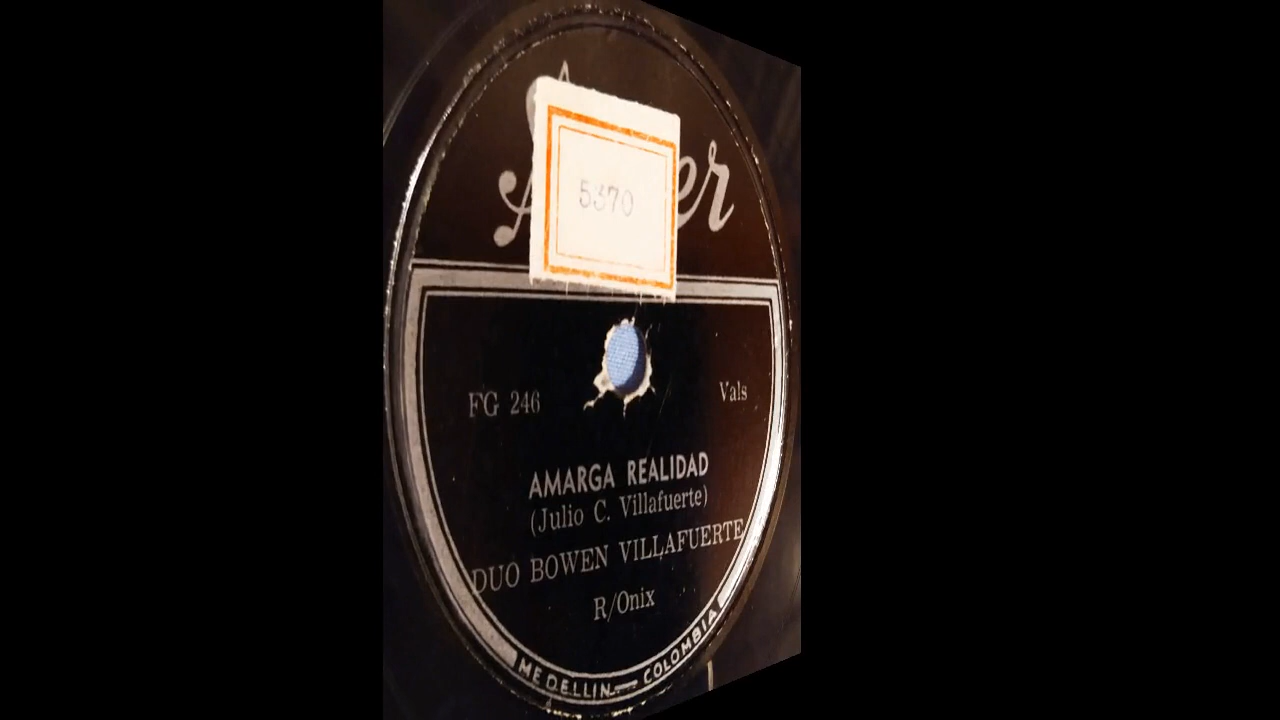 5370
FG 246
Vals
AMARGA REALIDAD
(Julio C. Villafuerte)
DUO BOWEN VILLAFUERTE
R/Onix
MEDELLIN — COLOMBIA